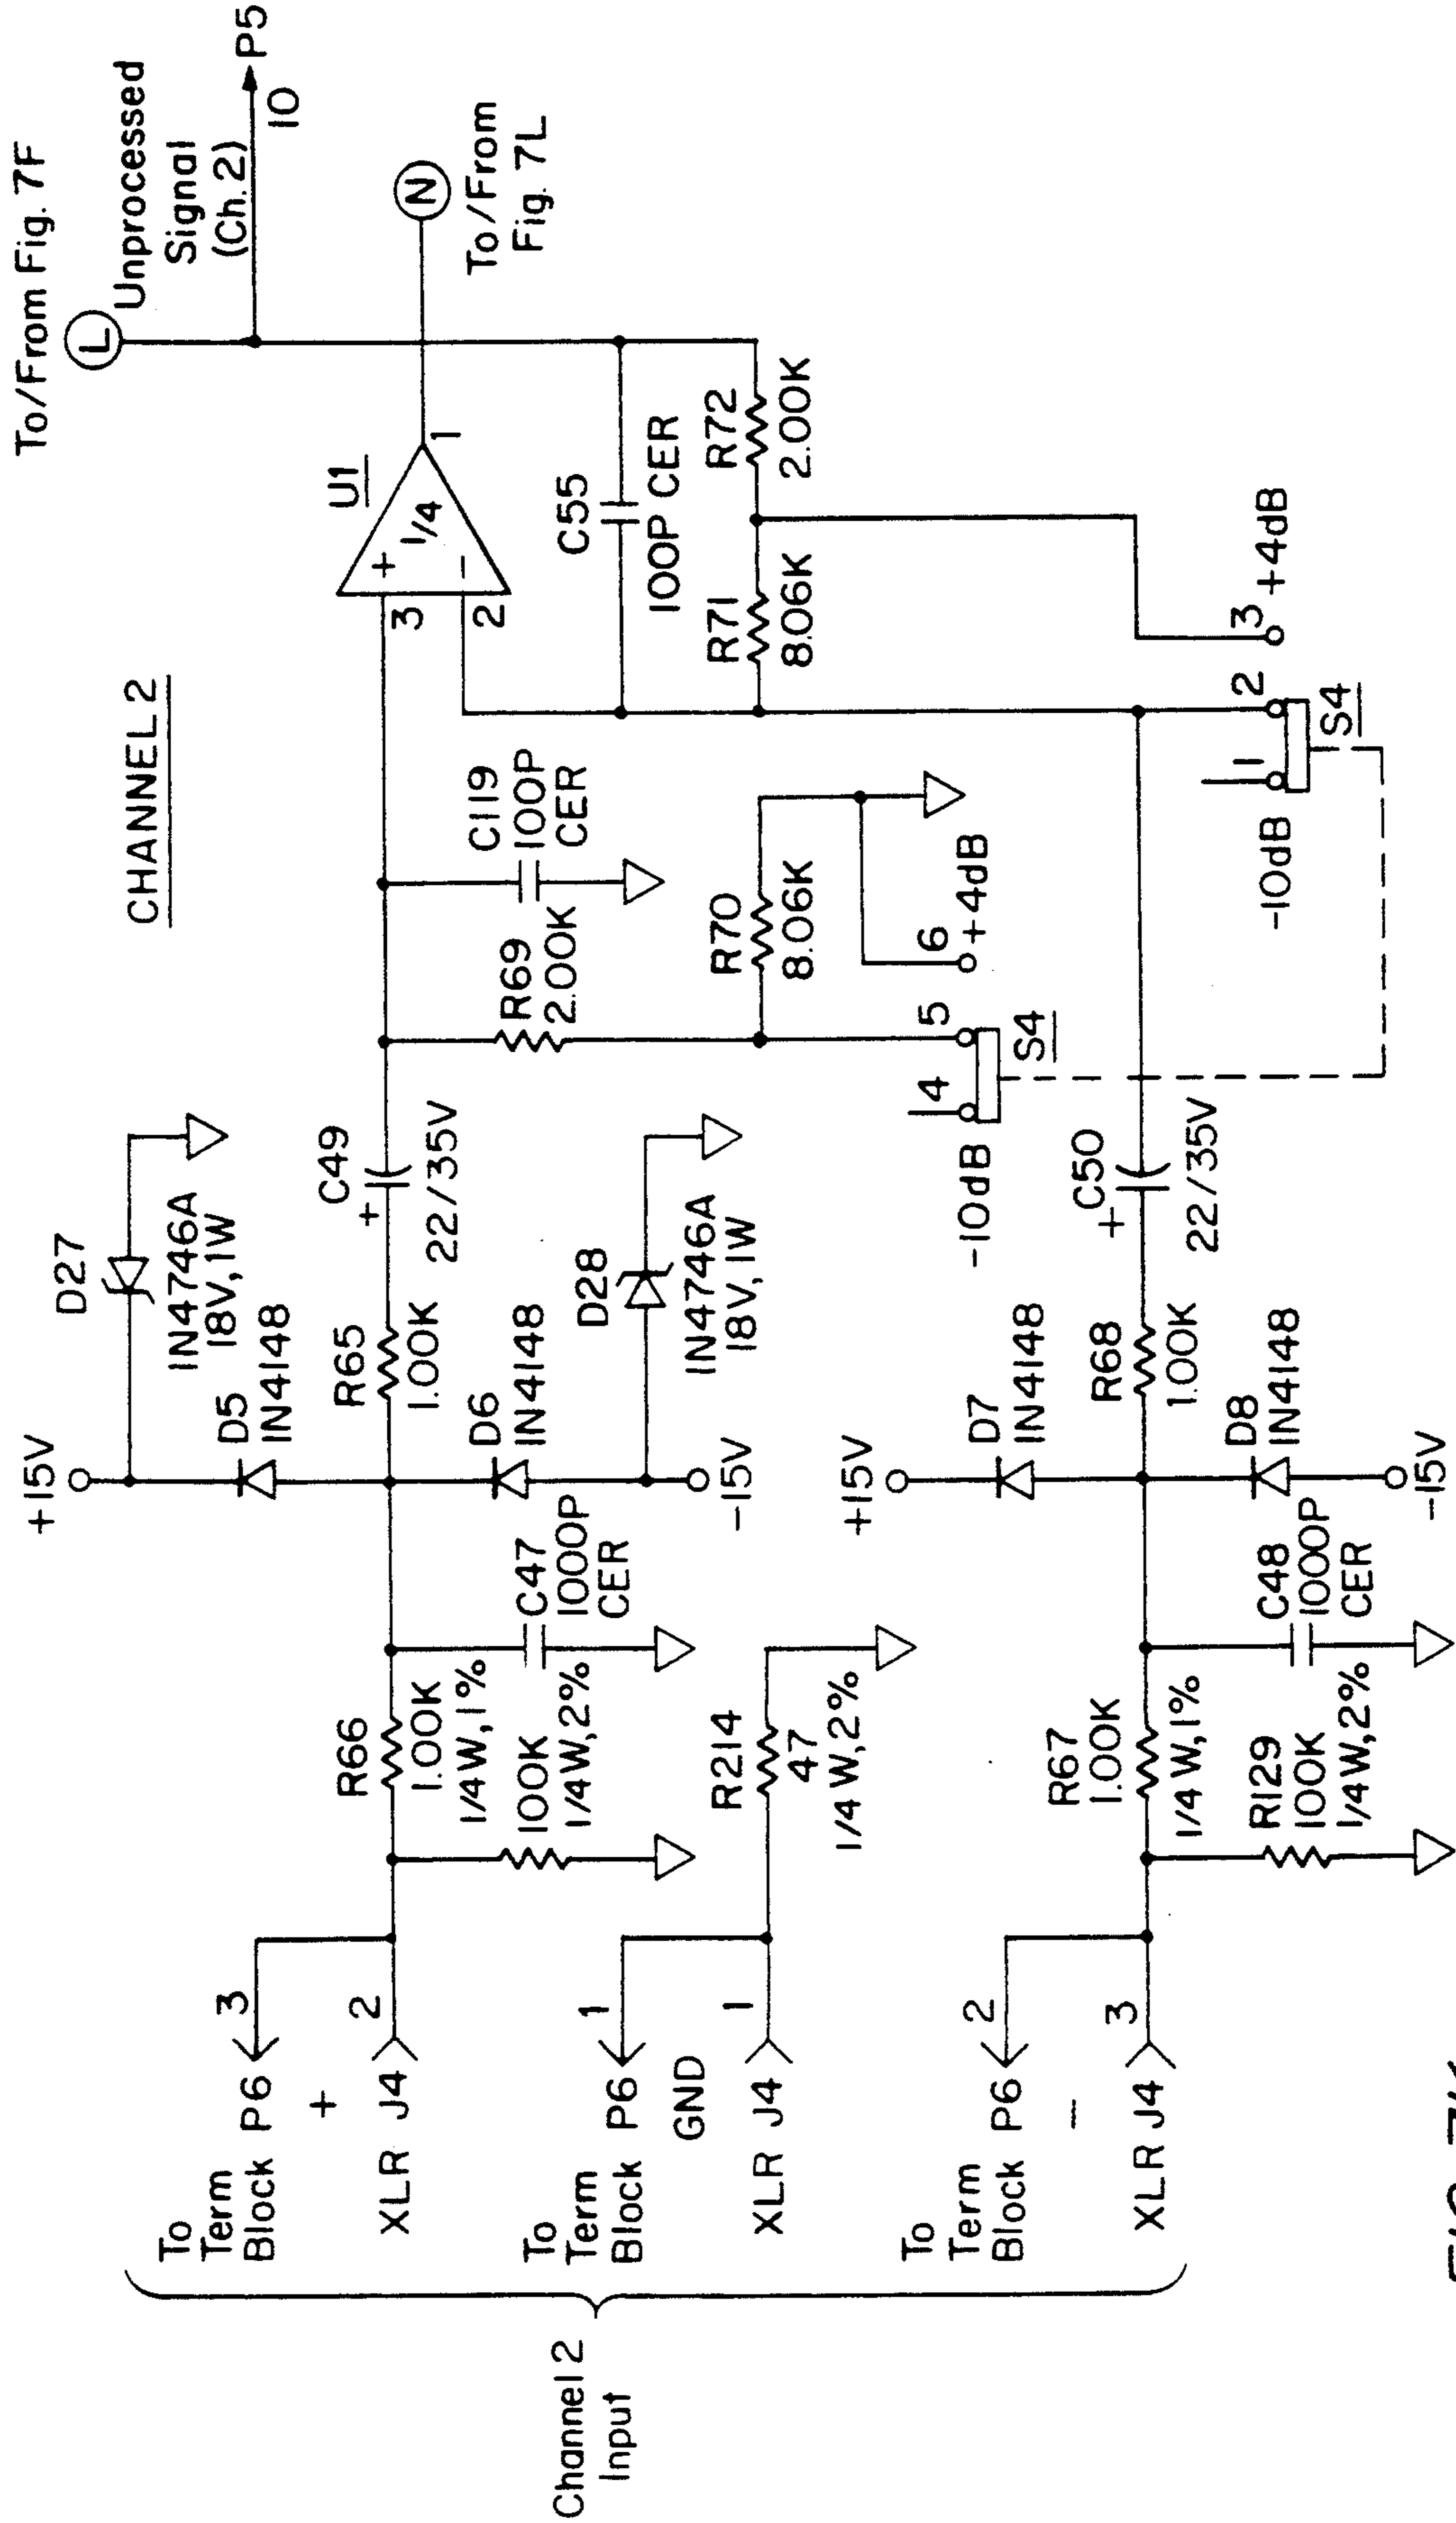 To/From Fig. 7F
L
Unprocessed
Signal
(Ch. 2)
10
P5
N
To/From
Fig. 7L
CHANNEL 2
U1
1/4
+
−
3
2
1
C55
100P CER
R72
2.00K
R71
8.06K
3
+4dB
2
1
S4
-10dB
C119
100P
CER
R69
2.00K
R70
8.06K
6
+4dB
5
4
S4
-10dB
D27
IN4746A
18V, 1W
C49
+
22/35V
D28
IN4746A
18V, 1W
C50
+
22/35V
+15V
D5
IN4148
R65
1.00K
D6
IN4148
-15V
+15V
D7
IN4148
R68
1.00K
D8
IN4148
-15V
R66
1.00K
1/4W, 1%
C47
1000P
CER
100K
1/4W, 2%
R214
47
1/4W, 2%
R67
1.00K
1/4W, 1%
C48
1000P
CER
R129
100K
1/4W, 2%
To
Term
Block P6
3
+
XLR J4
2
To
Term
Block P6
1
GND
XLR J4
1
To
Term
Block P6
2
−
XLR J4
3
Channel 2
Input